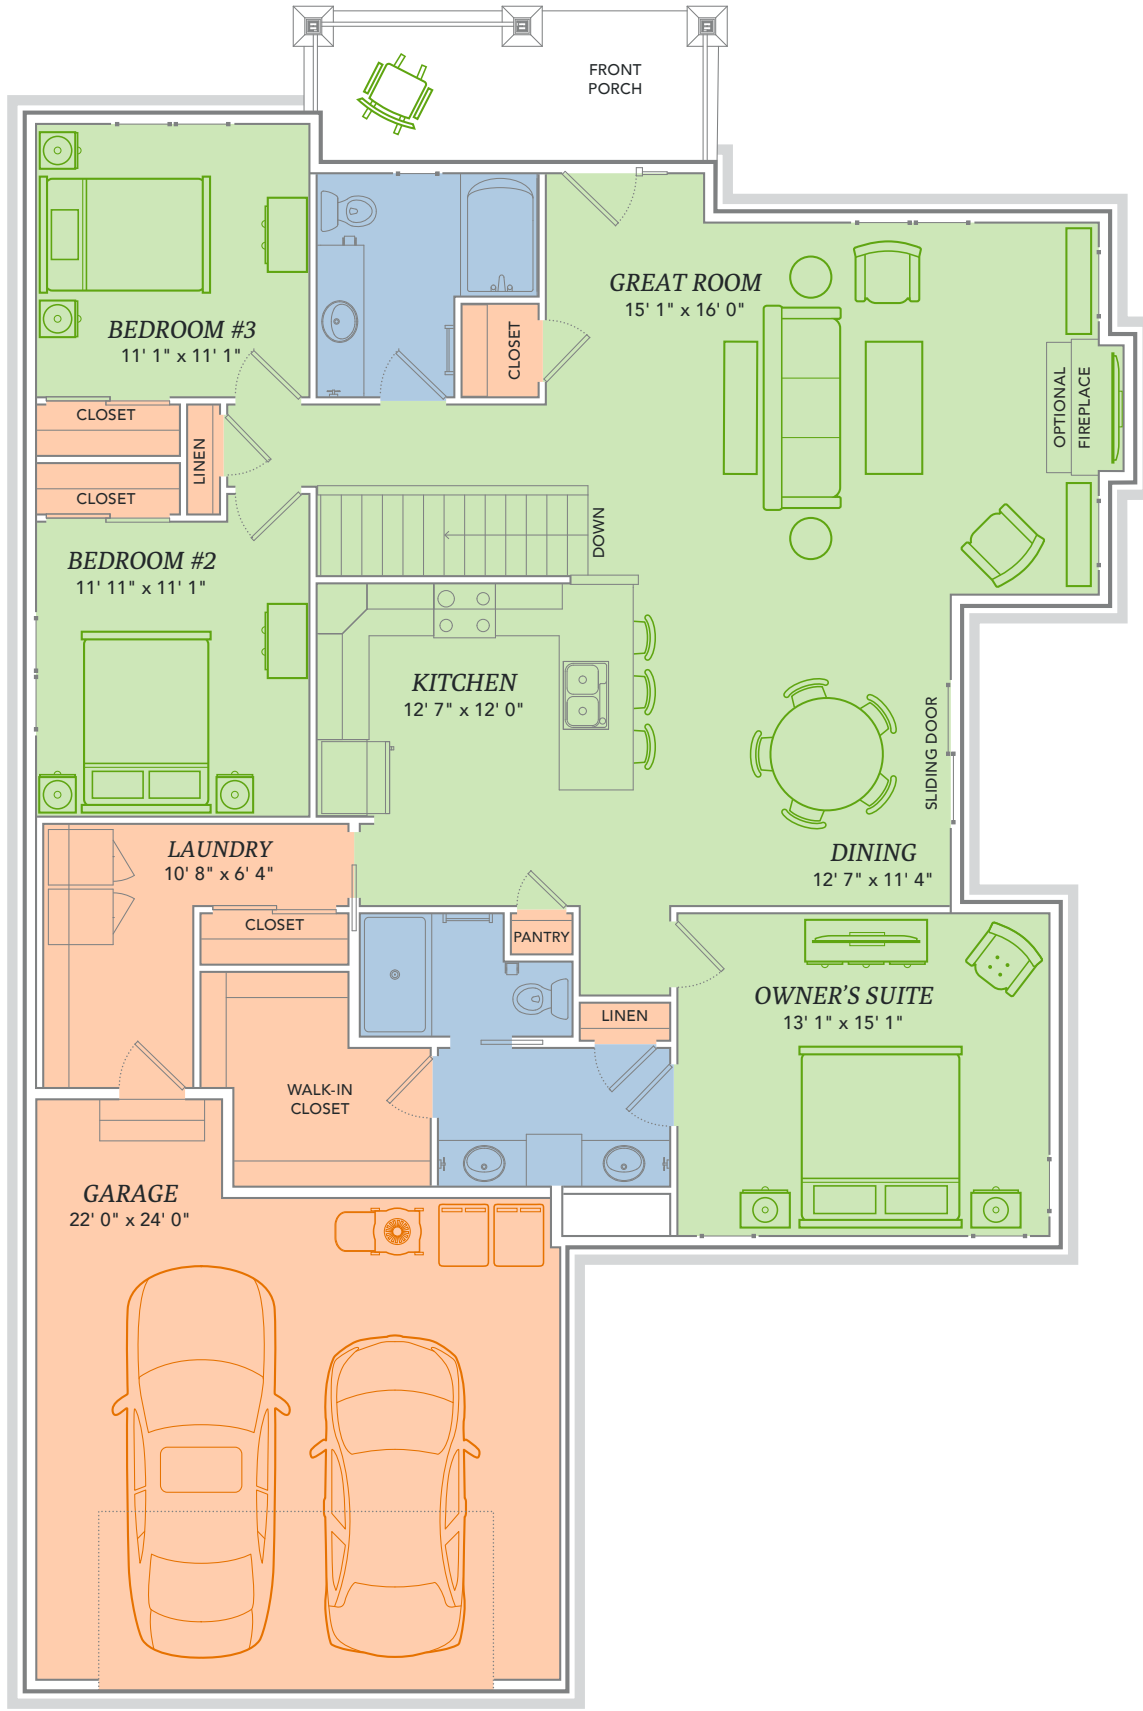 FRONT
PORCH
GREAT ROOM
15' 1" x 16' 0"
BEDROOM #3
11' 1" x 11' 1"
CLOSET
OPTIONAL
FIREPLACE
CLOSET
LINEN
CLOSET
DOWN
BEDROOM #2
11' 11" x 11' 1"
KITCHEN
12' 7" x 12' 0"
SLIDING DOOR
LAUNDRY
10' 8" x 6' 4"
DINING
12' 7" x 11' 4"
CLOSET
PANTRY
OWNER'S SUITE
13' 1" x 15' 1"
LINEN
WALK-IN
CLOSET
GARAGE
22' 0" x 24' 0"